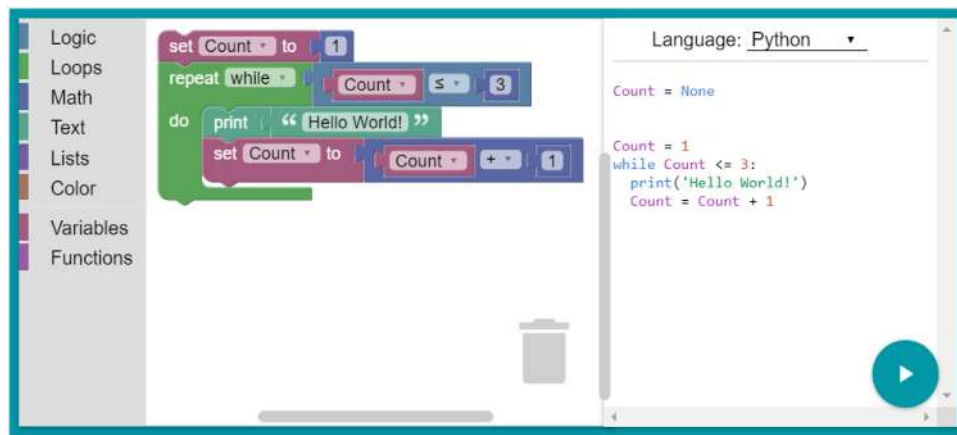 Logic
Loops
Math
Text
Lists
Color
Variables
Functions
set Count to 1
repeat while Count ≤ 3
do print “ Hello World! ”
set Count to Count + 1
Language: Python
Count = None
Count = 1
while Count <= 3:
  print('Hello World!')
  Count = Count + 1